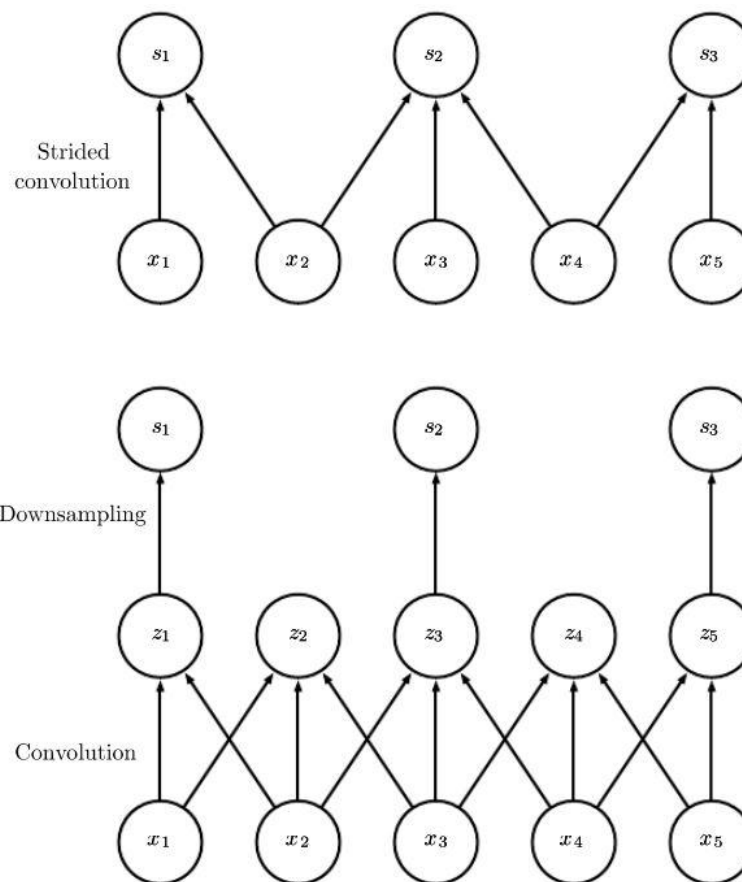 s₁ s₂ s₃
Strided
convolution
x₁ x₂ x₃ x₄ x₅
s₁ s₂ s₃
Downsampling
z₁ z₂ z₃ z₄ z₅
Convolution
x₁ x₂ x₃ x₄ x₅